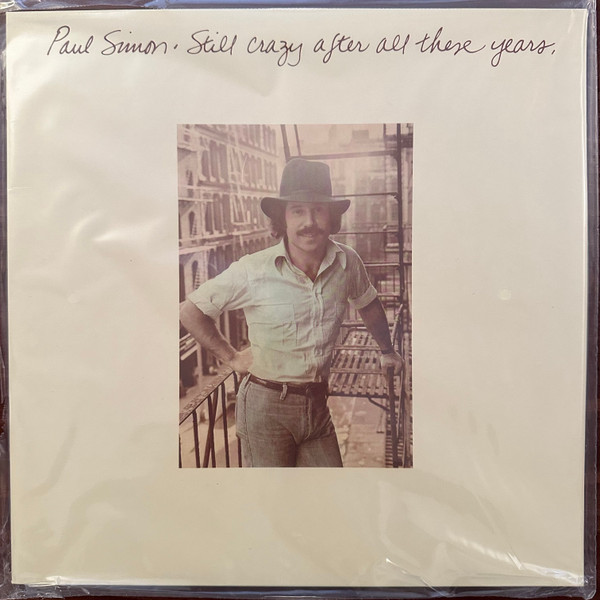 Paul Simon · Still crazy after all these years.